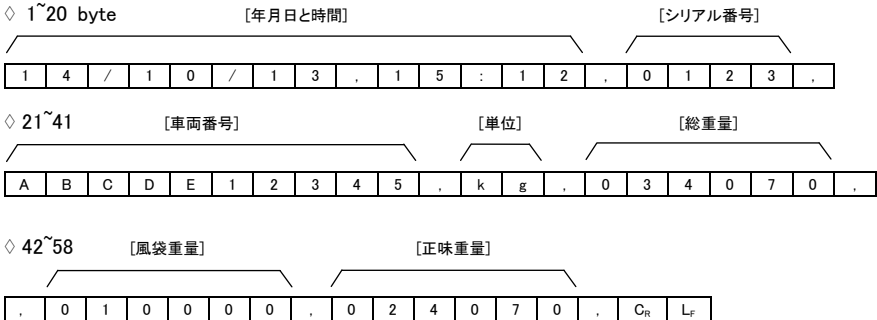 ◇ 1~20 byte [年月日と時間] [シリアル番号]
1 4 / 1 0 / 1 3 , 1 5 : 1 2 , 0 1 2 3 ,
◇ 21~41 [車両番号] [単位] [総重量]
A B C D E 1 2 3 4 5 , k g , 0 3 4 0 7 0 ,
◇ 42~58 [風袋重量] [正味重量]
, 0 1 0 0 0 0 , 0 2 4 0 7 0 , CR LF